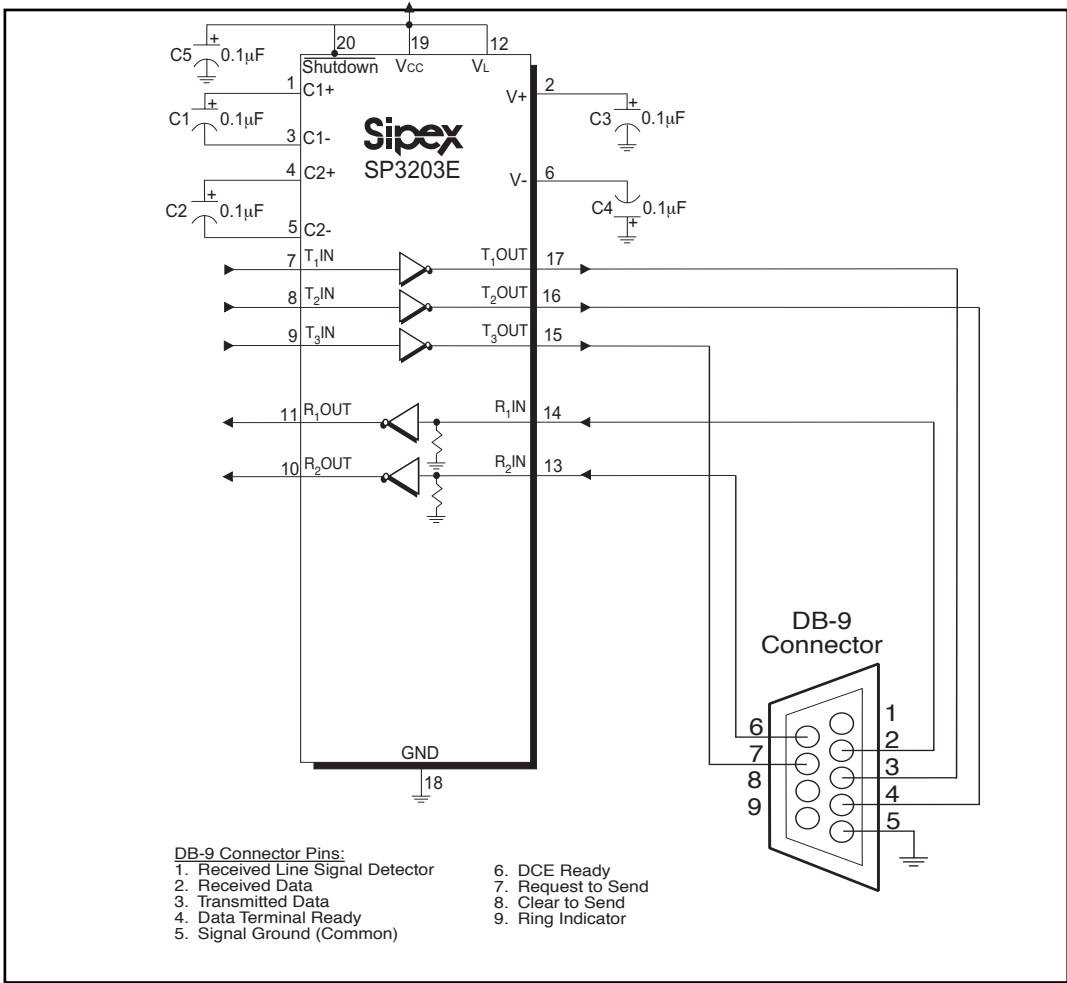 20 19 12
C5 + 0.1µF
Shutdown VCC VL
1 C1+
V+ 2
C1 + 0.1µF
C3 + 0.1µF
3 C1-
Sipex
SP3203E
4 C2+
V- 6
C2 + 0.1µF
C4 0.1µF +
5 C2-
7 T1IN T1OUT 17
8 T2IN T2OUT 16
9 T3IN T3OUT 15
11 R1OUT R1IN 14
10 R2OUT R2IN 13
DB-9
Connector
1
6
2
7
3
8
4
9
5
GND
18
DB-9 Connector Pins:
1. Received Line Signal Detector
2. Received Data
3. Transmitted Data
4. Data Terminal Ready
5. Signal Ground (Common)
6. DCE Ready
7. Request to Send
8. Clear to Send
9. Ring Indicator